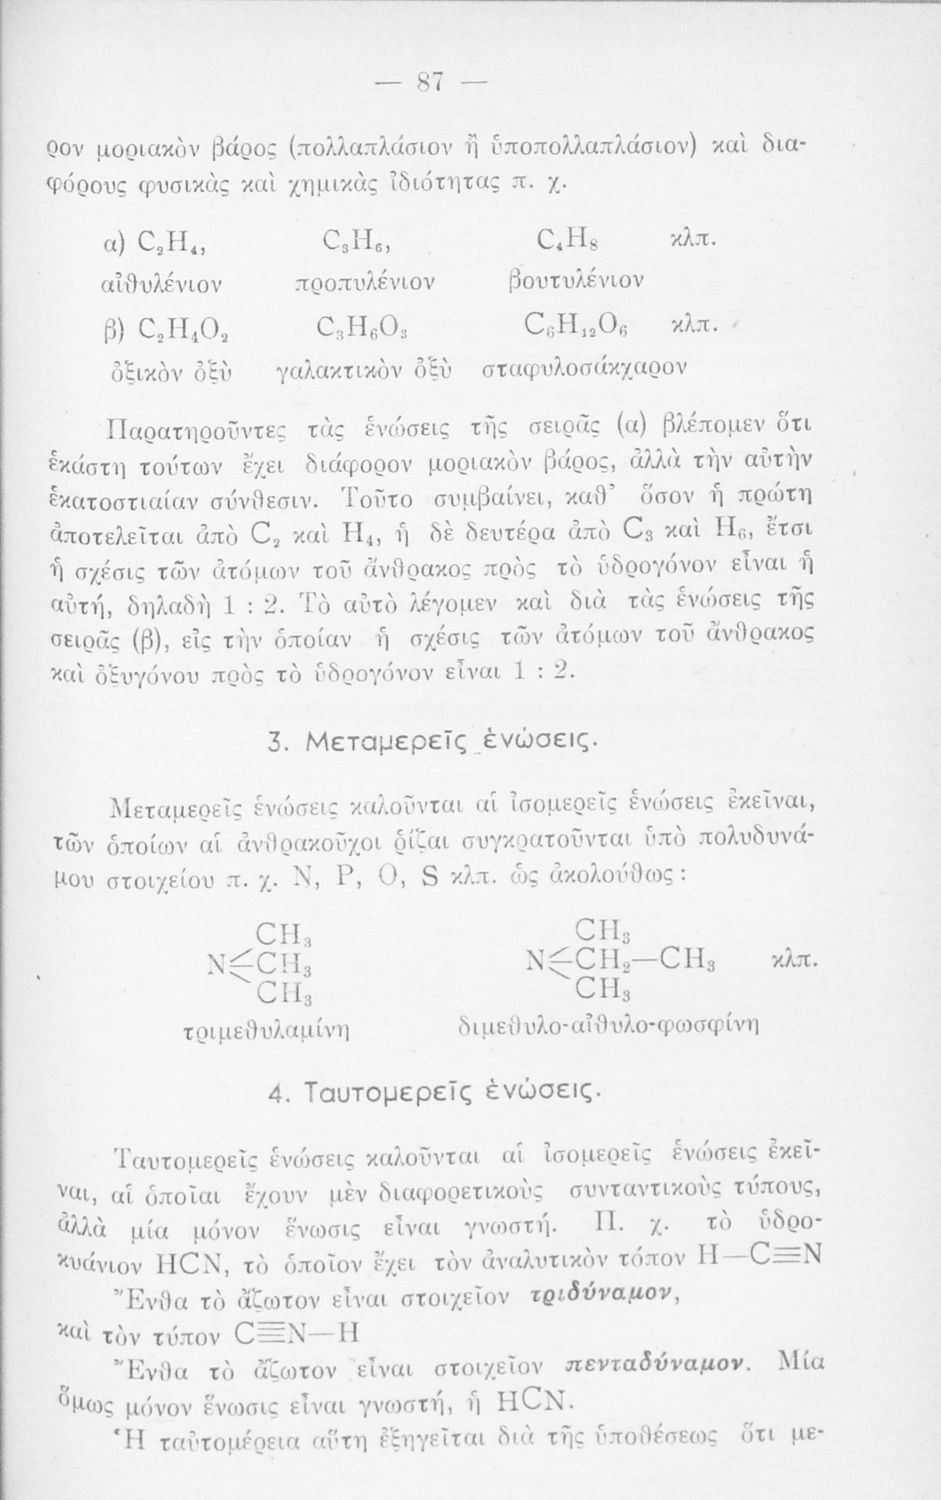 — 87 —
ρον μοριακὸν βάρος (πολλαπλάσιον ἢ ὑποπολλαπλάσιον) καὶ δια-
φόρους φυσικὰς καὶ χημικὰς ἰδιότητας π. χ.
α) C₂H₄, C₃H₆, C₄H₈ κλπ.
αἰθυλένιον προπυλένιον βουτυλένιον
β) C₂H₄O₂ C₃H₆O₃ C₆H₁₂O₆ κλπ.
ὀξικὸν ὀξὺ γαλακτικὸν ὀξὺ σταφυλοσάκχαρον
Παρατηροῦντες τὰς ἑνώσεις τῆς σειρᾶς (α) βλέπομεν ὅτι
ἑκάστη τούτων ἔχει διάφορον μοριακὸν βάρος, ἀλλὰ τὴν αὐτὴν
ἑκατοστιαίαν σύνθεσιν. Τοῦτο συμβαίνει, καθ' ὅσον ἡ πρώτη
ἀποτελεῖται ἀπὸ C₂ καὶ H₄, ἡ δὲ δευτέρα ἀπὸ C₃ καὶ H₆, ἔτσι
ἡ σχέσις τῶν ἀτόμων τοῦ ἄνθρακος πρὸς τὸ ὑδρογόνον εἶναι ἡ
αὐτή, δηλαδὴ 1 : 2. Τὸ αὐτὸ λέγομεν καὶ διὰ τὰς ἑνώσεις τῆς
σειρᾶς (β), εἰς τὴν ὁποίαν ἡ σχέσις τῶν ἀτόμων τοῦ ἄνθρακος
καὶ ὀξυγόνου πρὸς τὸ ὑδρογόνον εἶναι 1 : 2.
3. Μεταμερεῖς ἑνώσεις.
Μεταμερεῖς ἑνώσεις καλοῦνται αἱ ἰσομερεῖς ἑνώσεις ἐκεῖναι,
τῶν ὁποίων αἱ ἀνθρακοῦχοι ῥίζαι συγκρατοῦνται ὑπὸ πολυδυνά-
μου στοιχείου π. χ. N, P, O, S κλπ. ὡς ἀκολούθως :
CH₃ CH₃
N CH₃ N CH₂—CH₃ κλπ.
CH₃ CH₃
τριμεθυλαμίνη διμεθυλο-αἰθυλο-φωσφίνη
4. Ταυτομερεῖς ἑνώσεις.
Ταυτομερεῖς ἑνώσεις καλοῦνται αἱ ἰσομερεῖς ἑνώσεις ἐκεῖ-
ναι, αἱ ὁποῖαι ἔχουν μὲν διαφορετικοὺς συντακτικοὺς τύπους,
ἀλλὰ μία μόνον ἕνωσις εἶναι γνωστή. Π. χ. τὸ ὑδρο-
κυάνιον HCN, τὸ ὁποῖον ἔχει τὸν ἀναλυτικὸν τόπον H—C≡N
Ἔνθα τὸ ἄζωτον εἶναι στοιχεῖον τριδύναμον,
καὶ τὸν τύπον C≣N—H
Ἔνθα τὸ ἄζωτον εἶναι στοιχεῖον πενταδύναμον. Μία
ὅμως μόνον ἕνωσις εἶναι γνωστή, ἡ HCN.
Ἡ ταὐτομέρεια αὕτη ἐξηγεῖται διὰ τῆς ὑποθέσεως ὅτι με-